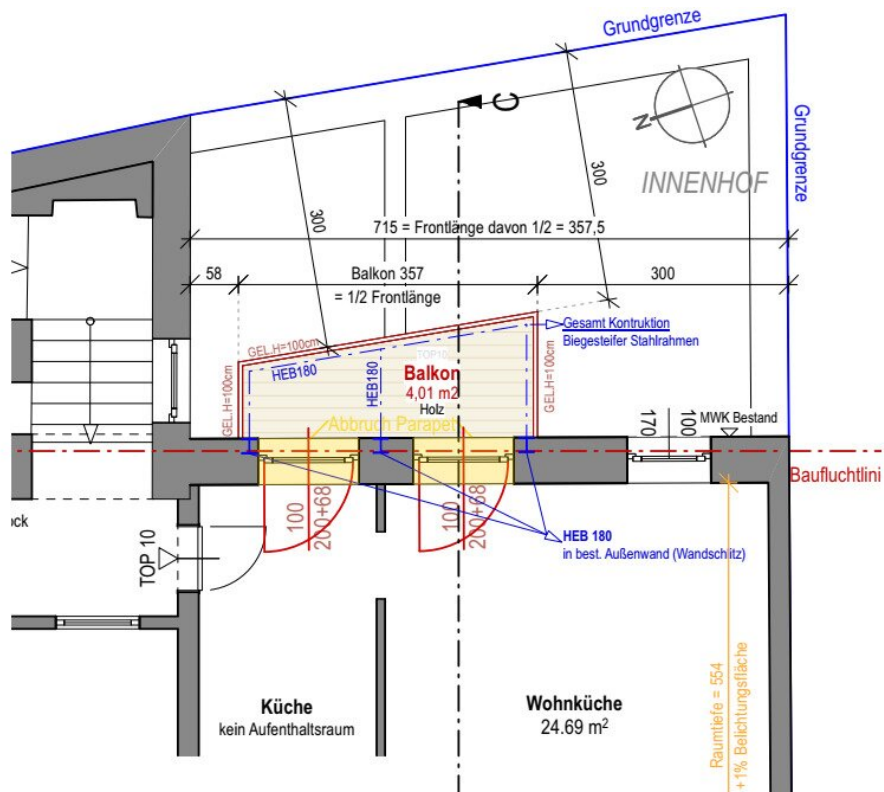 Grundgrenze
C
N
Grundgrenze
INNENHOF
300
300
715 = Frontlänge davon 1/2 = 357,5
58
Balkon 357
= 1/2 Frontlänge
300
GEL.H=100cm
TOP10
Gesamt Kontruktion
Biegesteifer Stahlrahmen
HEB180
HEB180
Balkon
4,01 m2
Holz
GEL.H=100cm
GEL.H=100cm
Abbruch Parapet
170
100
MWK Bestand
Baufluchtlini
100
200+68
100
200+68
HEB 180
in best. Außenwand (Wandschlitz)
ock
TOP 10
Küche
kein Aufenthaltsraum
Wohnküche
24.69 m²
Raumtiefe = 554
+1% Belichtungsfläche